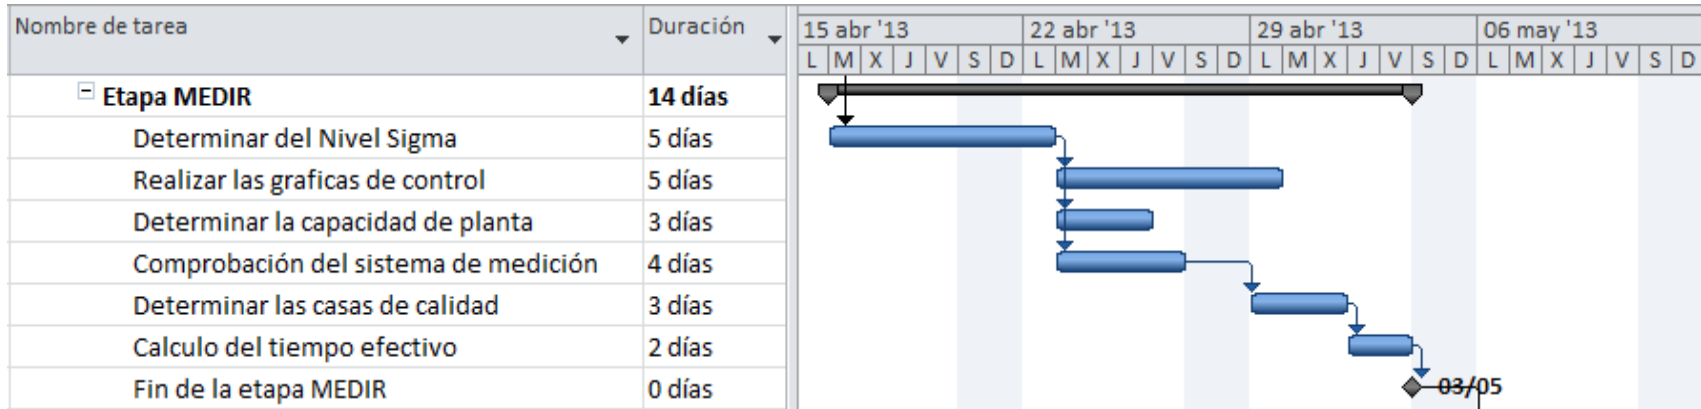 Nombre de tarea Duración 15 abr '13 22 abr '13 29 abr '13 06 may '13
L M X J V S D L M X J V S D L M X J V S D L M X J V S D
Etapa MEDIR 14 días
Determinar del Nivel Sigma 5 días
Realizar las graficas de control 5 días
Determinar la capacidad de planta 3 días
Comprobación del sistema de medición 4 días
Determinar las casas de calidad 3 días
Calculo del tiempo efectivo 2 días
Fin de la etapa MEDIR 0 días 03/05